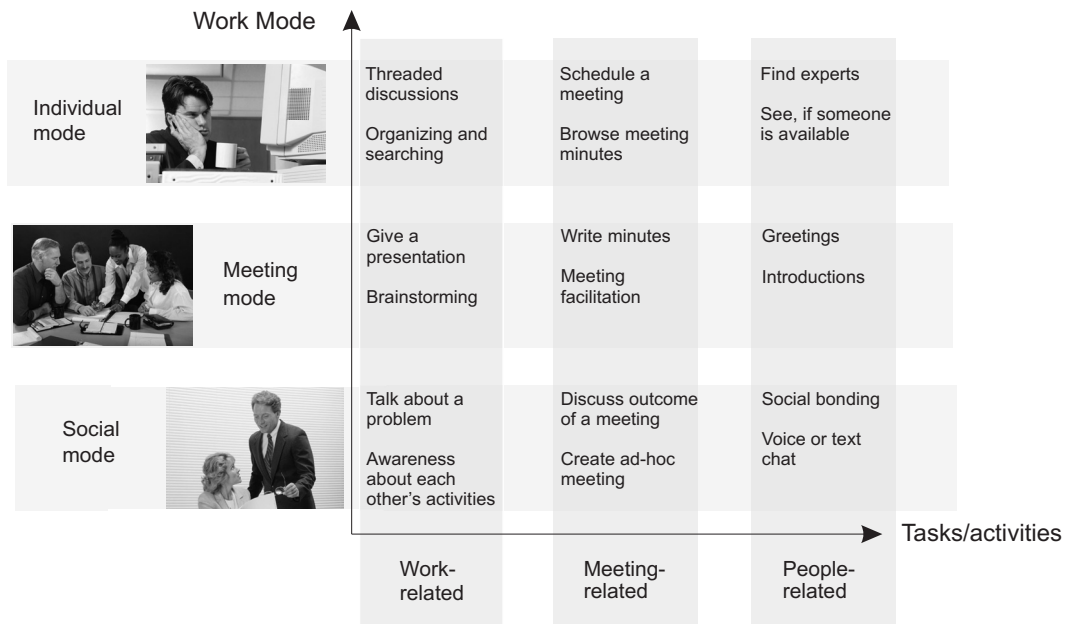 Work Mode
Individual
mode
Threaded
discussions
Organizing and
searching
Schedule a
meeting
Browse meeting
minutes
Find experts
See, if someone
is available
Meeting
mode
Give a
presentation
Brainstorming
Write minutes
Meeting
facilitation
Greetings
Introductions
Social
mode
Talk about a
problem
Awareness
about each
other’s activities
Discuss outcome
of a meeting
Create ad-hoc
meeting
Social bonding
Voice or text
chat
Tasks/activities
Work-
related
Meeting-
related
People-
related